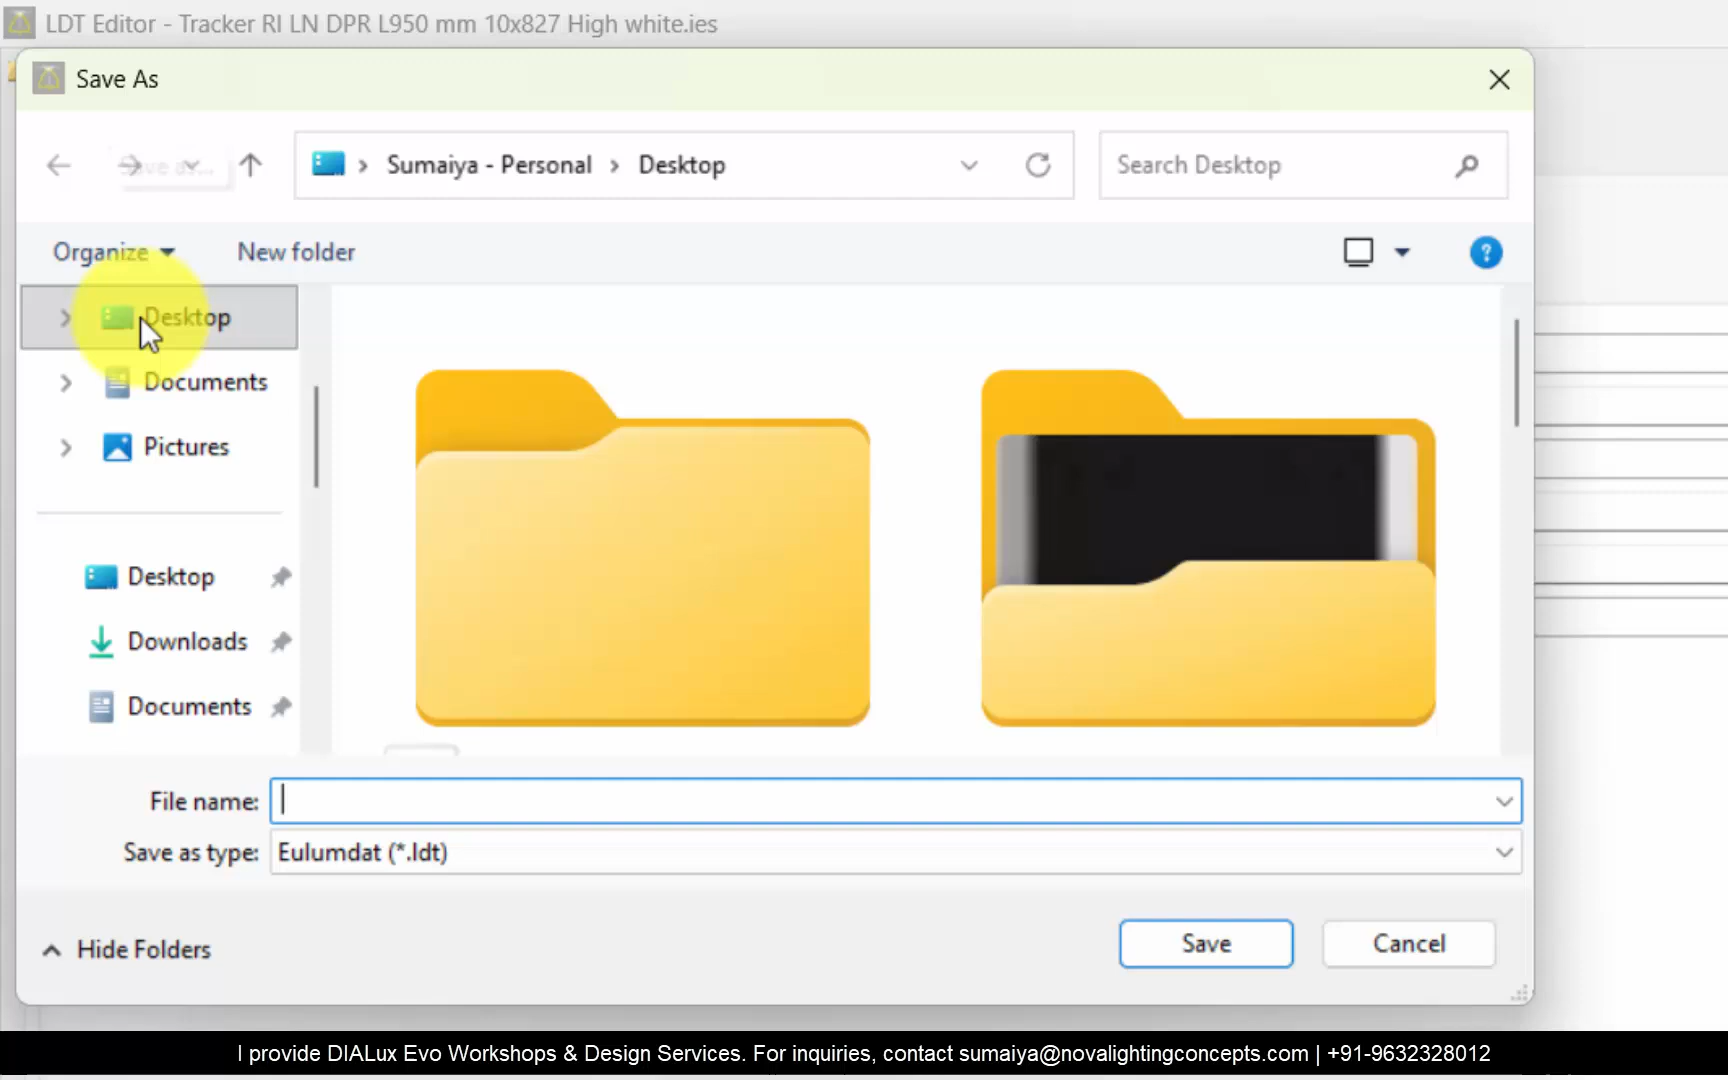 LDT Editor - Tracker RI LN DPR L950 mm 10x827 High white.ies
Save As
Save as...
Sumaiya - Personal > Desktop
Search Desktop
Organize
New folder
?
Desktop
Documents
Pictures
Desktop
Downloads
Documents
File name:
Save as type: Eulumdat (*.ldt)
Hide Folders
Save
Cancel
I provide DIALux Evo Workshops & Design Services. For inquiries, contact sumaiya@novalightingconcepts.com | +91-9632328012